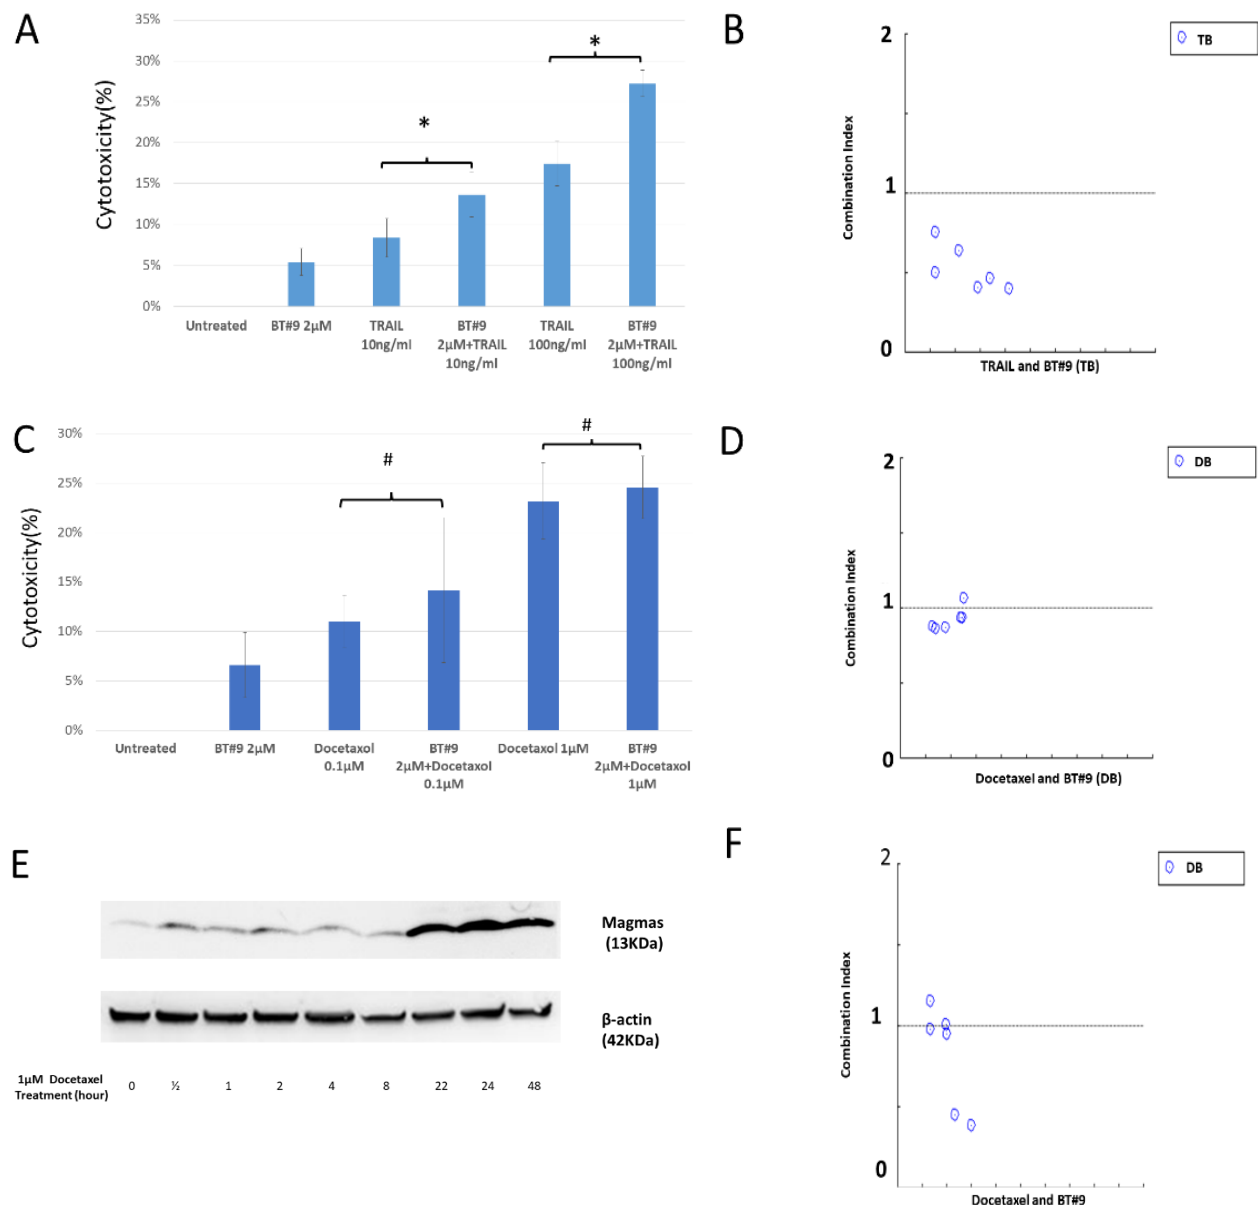 A
35%
30%
25%
20%
15%
10%
5%
0%
Cytotoxicity(%)
*
*
Untreated
BT#9 2µM
TRAIL
10ng/ml
BT#9
2µM+TRAIL
10ng/ml
TRAIL
100ng/ml
BT#9
2µM+TRAIL
100ng/ml
B
2
1
0
Combination Index
TB
TRAIL and BT#9 (TB)
C
30%
25%
20%
15%
10%
5%
0%
Cytotoxicity(%)
#
#
Untreated
BT#9 2µM
Docetaxol
0.1µM
BT#9
2µM+Docetaxol
0.1µM
Docetaxol 1µM
BT#9
2µM+Docetaxol
1µM
D
2
1
0
Combination Index
DB
Docetaxel and BT#9 (DB)
E
Magmas
(13KDa)
β-actin
(42KDa)
1µM Docetaxel
Treatment (hour)
0 ½ 1 2 4 8 22 24 48
F
2
1
0
Combination Index
DB
Docetaxel and BT#9